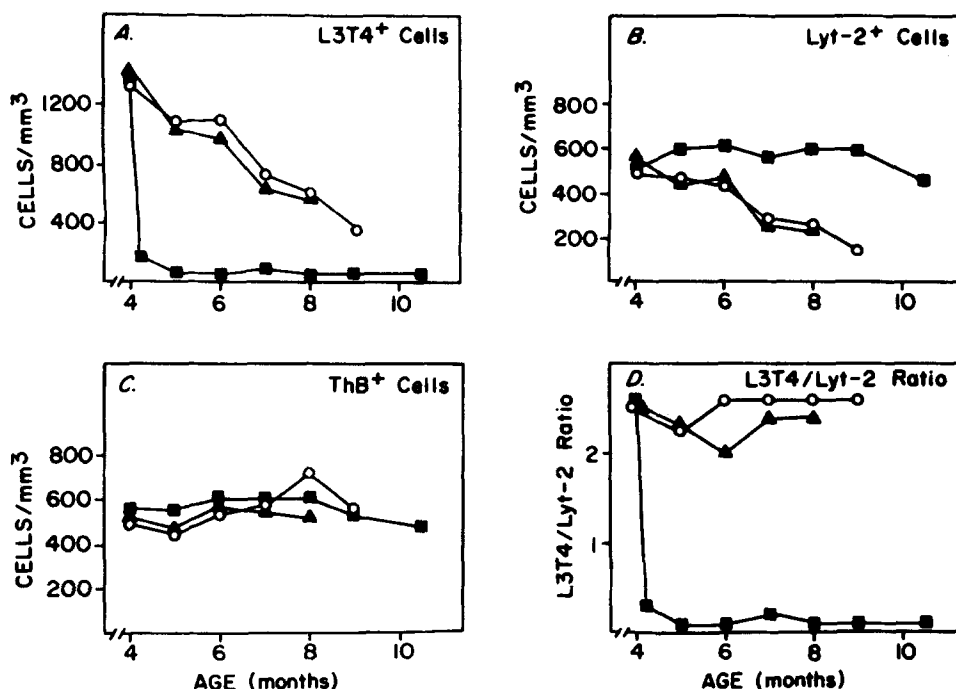 A. L3T4+ Cells
CELLS/mm3
1200
800
400
4 6 8 10
B. Lyt-2+ Cells
CELLS/mm3
800
600
400
200
4 6 8 10
C. ThB+ Cells
CELLS/mm3
800
600
400
200
4 6 8 10
AGE (months)
D. L3T4/Lyt-2 Ratio
L3T4/Lyt-2 Ratio
2
1
4 6 8 10
AGE (months)